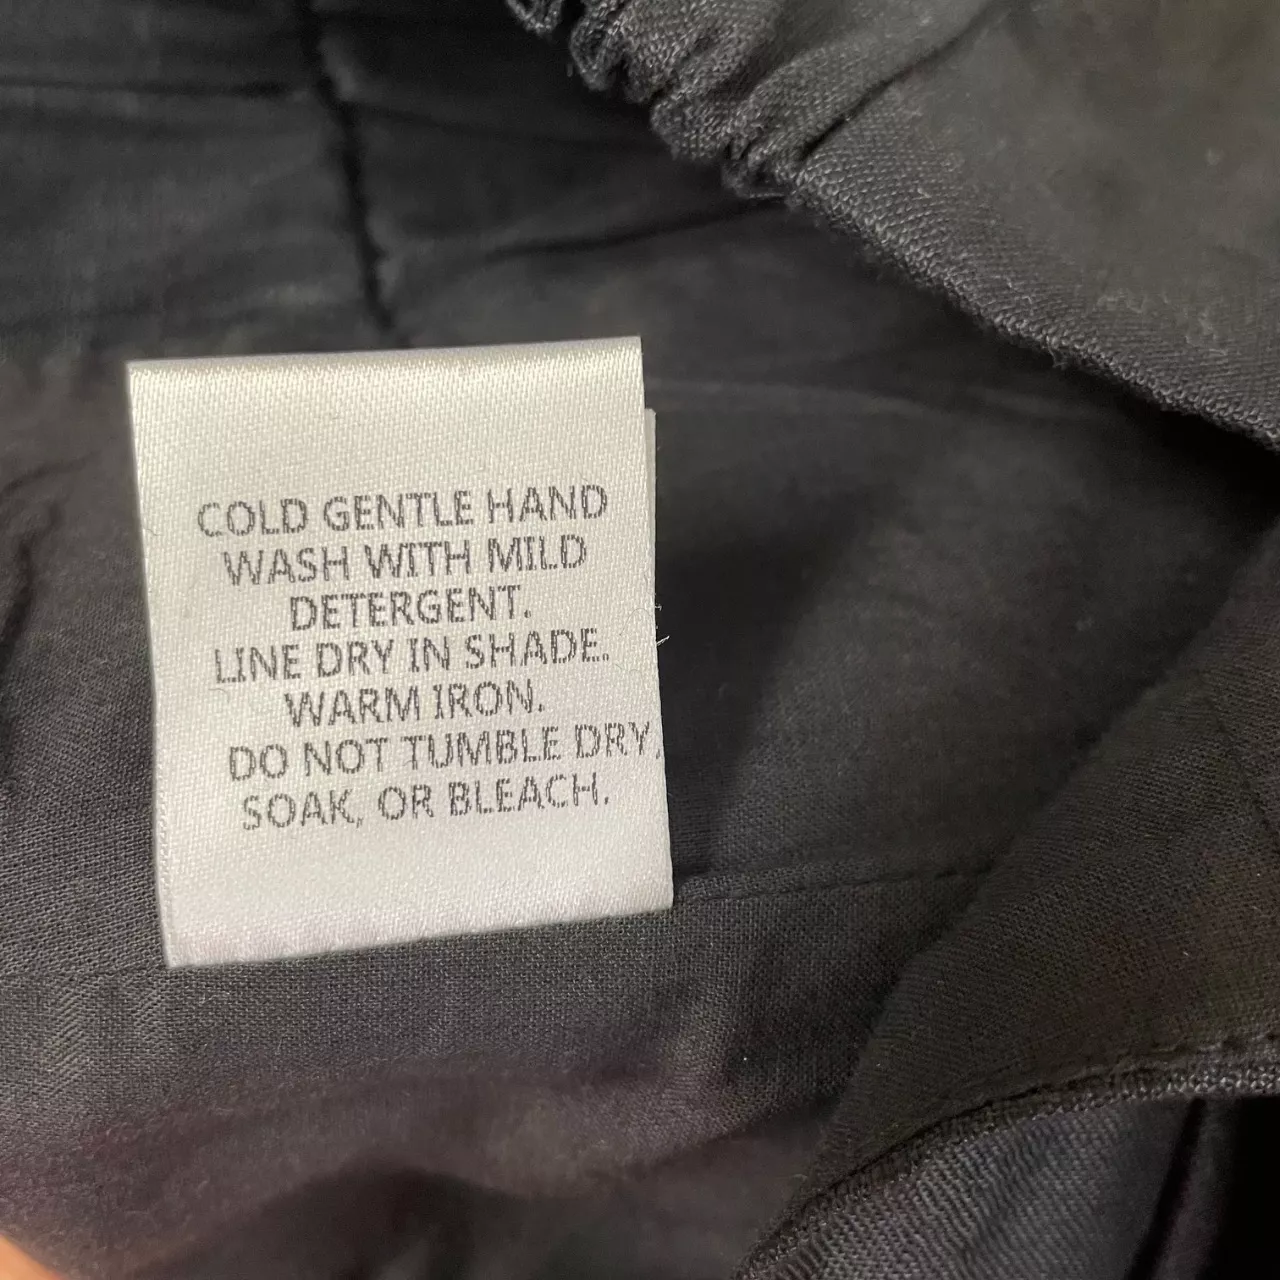 COLD GENTLE HAND
WASH WITH MILD
DETERGENT.
LINE DRY IN SHADE.
WARM IRON.
DO NOT TUMBLE DRY,
SOAK, OR BLEACH.